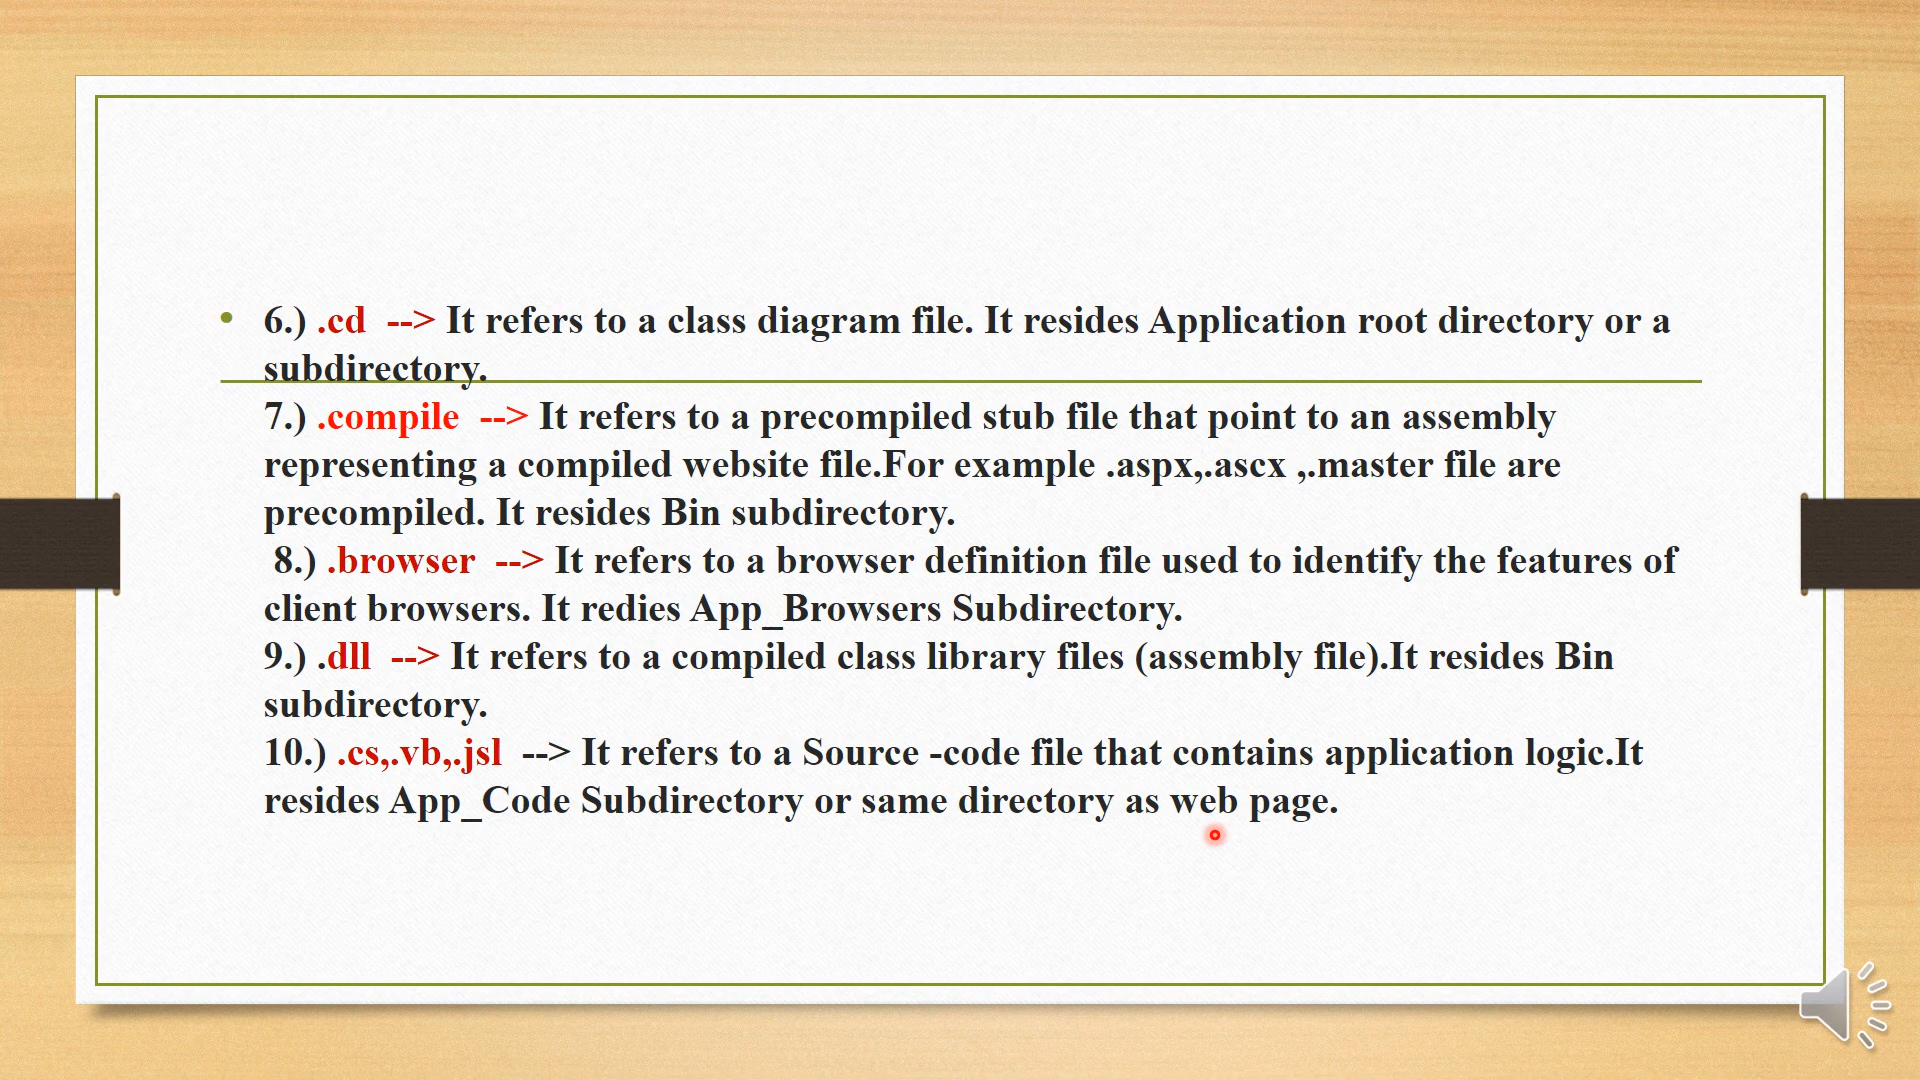 • 6.) .cd  --> It refers to a class diagram file. It resides Application root directory or a
subdirectory.
7.) .compile  --> It refers to a precompiled stub file that point to an assembly
representing a compiled website file.For example .aspx,.ascx ,.master file are
precompiled. It resides Bin subdirectory.
8.) .browser  --> It refers to a browser definition file used to identify the features of
client browsers. It redies App_Browsers Subdirectory.
9.) .dll  --> It refers to a compiled class library files (assembly file).It resides Bin
subdirectory.
10.) .cs,.vb,.jsl  --> It refers to a Source -code file that contains application logic.It
resides App_Code Subdirectory or same directory as web page.